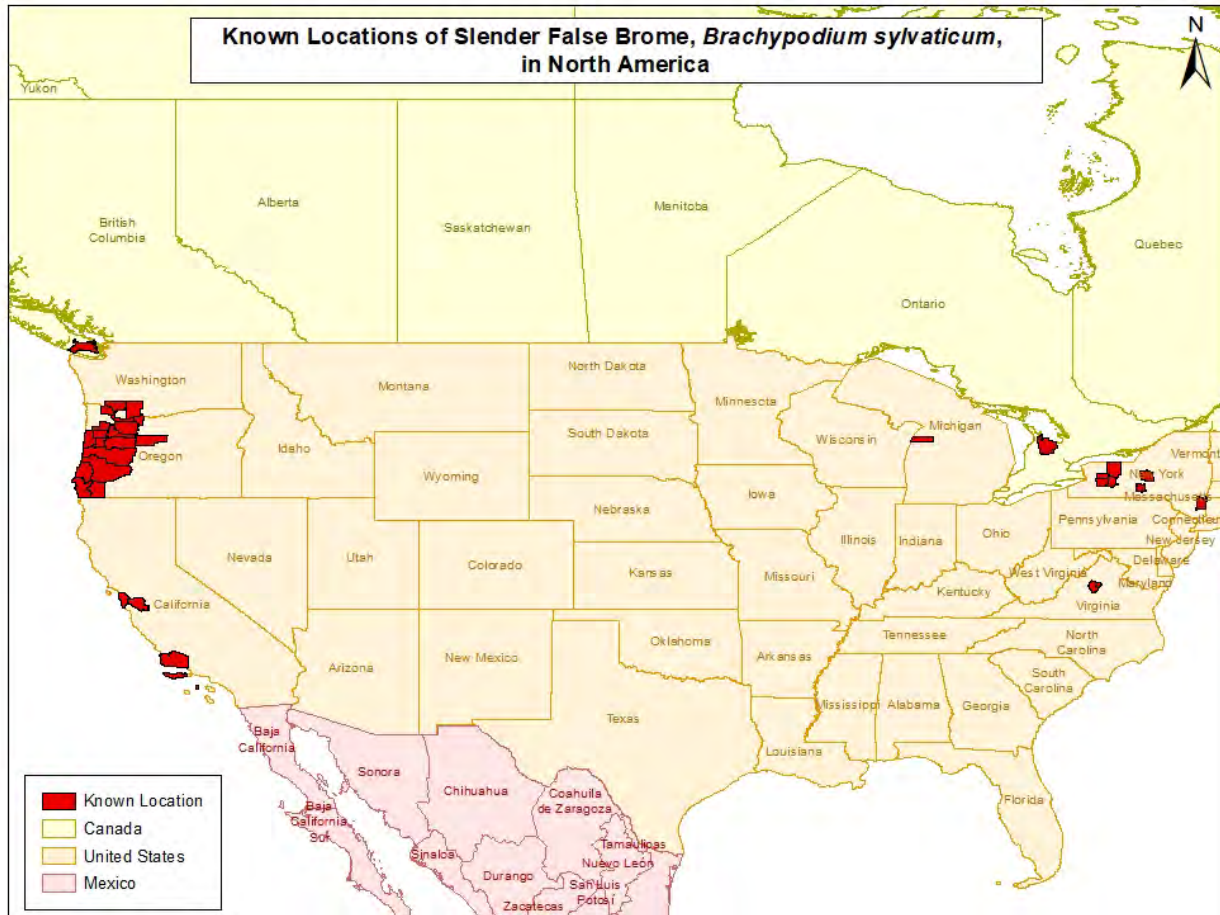 Known Locations of Slender False Brome, Brachypodium sylvaticum,
in North America
N
Yukon
British
Columbia
Alberta
Saskatchewan
Manitoba
Ontario
Quebec
Washington
Montana
North Dakota
Minnesota
Michigan
Wisconsin
Vermont
Oregon
Idaho
South Dakota
Wyoming
New York
Massachusetts
Iowa
Nebraska
Pennsylvania
Connecticut
New Jersey
Nevada
Utah
Colorado
Illinois
Indiana
Ohio
Delaware
West Virginia
Maryland
Kansas
Missouri
Kentucky
Virginia
California
Oklahoma
Tennessee
North
Carolina
Arizona
New Mexico
Arkansas
South
Carolina
Mississippi
Alabama
Georgia
Texas
Louisiana
Florida
Baja
California
Sonora
Chihuahua
Coahuila
de Zaragoza
Baja
California
Sur
Sinaloa
Durango
Tamaulipas
Nuevo León
San Luis
Potosí
Zacatecas
Known Location
Canada
United States
Mexico